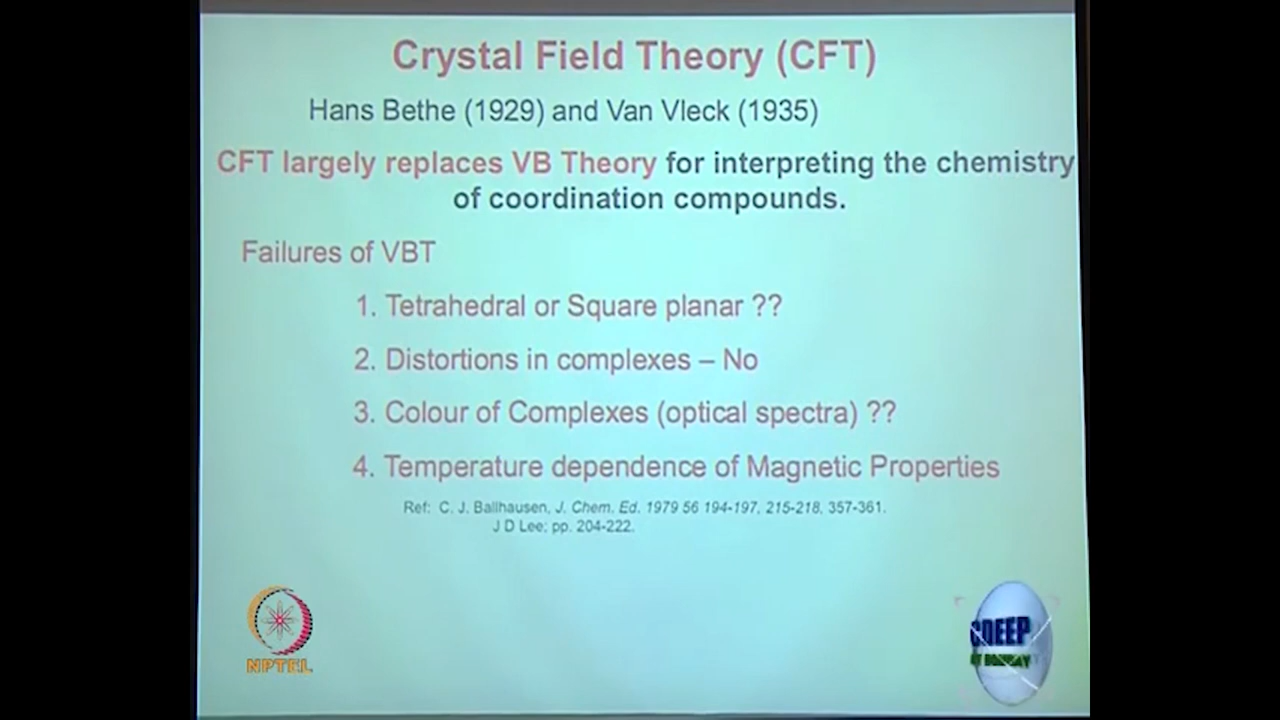 Crystal Field Theory (CFT)
Hans Bethe (1929) and Van Vleck (1935)
CFT largely replaces VB Theory for interpreting the chemistry
of coordination compounds.
Failures of VBT
1. Tetrahedral or Square planar ??
2. Distortions in complexes – No
3. Colour of Complexes (optical spectra) ??
4. Temperature dependence of Magnetic Properties
Ref: C. J. Ballhausen, J. Chem. Ed. 1979 56 194-197, 215-218, 357-361.
J D Lee; pp. 204-222.
NPTEL
CDEEP
IIT BOMBAY